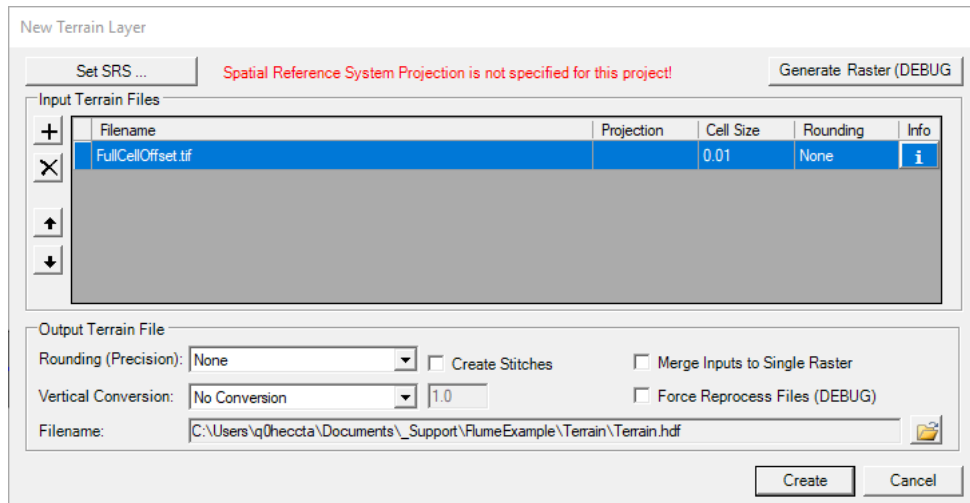 New Terrain Layer
Set SRS ... Spatial Reference System Projection is not specified for this project! Generate Raster (DEBUG
Input Terrain Files
Filename Projection Cell Size Rounding Info
FullCellOffset.tif 0.01 None i
Output Terrain File
Rounding (Precision): None Create Stitches Merge Inputs to Single Raster
Vertical Conversion: No Conversion 1.0 Force Reprocess Files (DEBUG)
Filename: C:\Users\q0heccta\Documents\_Support\FlumeExample\Terrain\Terrain.hdf
Create Cancel